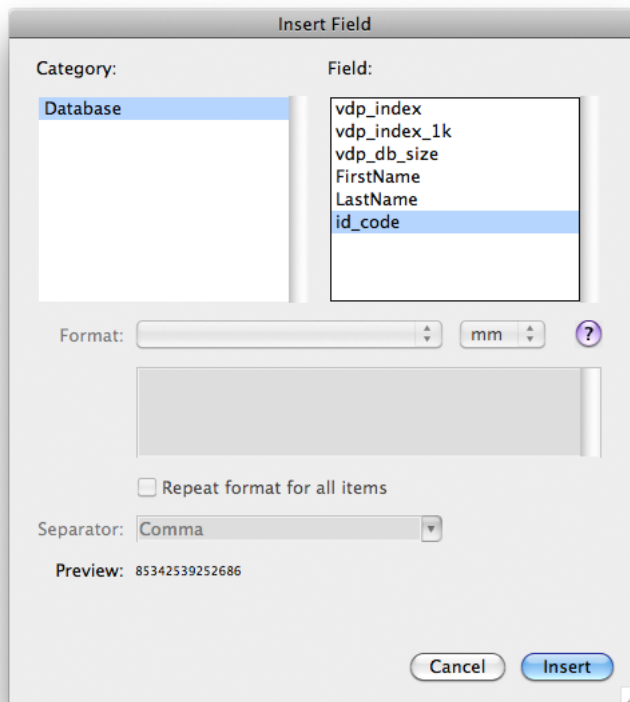 Insert Field
Category:
Field:
Database
vdp_index
vdp_index_1k
vdp_db_size
FirstName
LastName
id_code
Format:
mm
?
Repeat format for all items
Separator: Comma
Preview: 85342539252686
Cancel
Insert